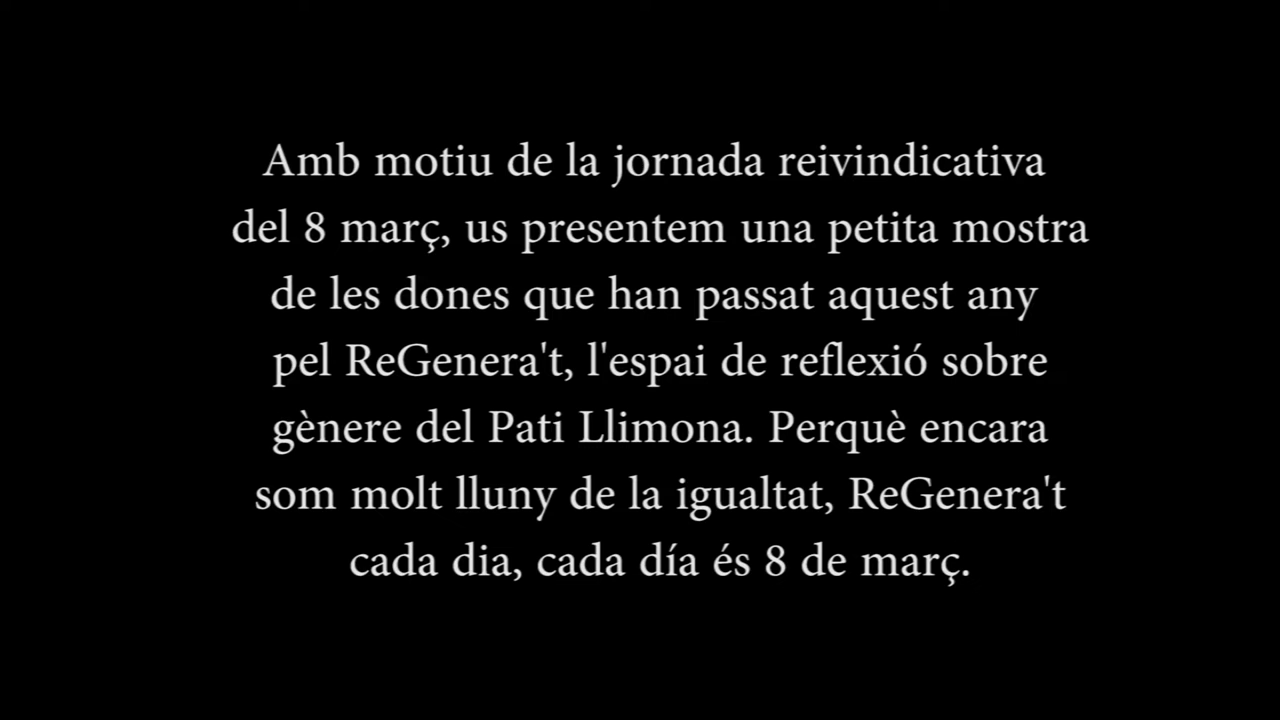 Amb motiu de la jornada reivindicativa
del 8 març, us presentem una petita mostra
de les dones que han passat aquest any
pel ReGenera't, l'espai de reflexió sobre
gènere del Pati Llimona. Perquè encara
som molt lluny de la igualtat, ReGenera't
cada dia, cada día és 8 de març.